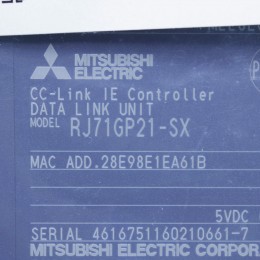 MITSUBISHI
ELECTRIC
CC-Link IE Controller
DATA LINK UNIT
MODEL RJ71GP21-SX
MAC ADD.28E98E1EA61B
5VDC
SERIAL 4616751160210661-7
MITSUBISHI ELECTRIC CORPOR